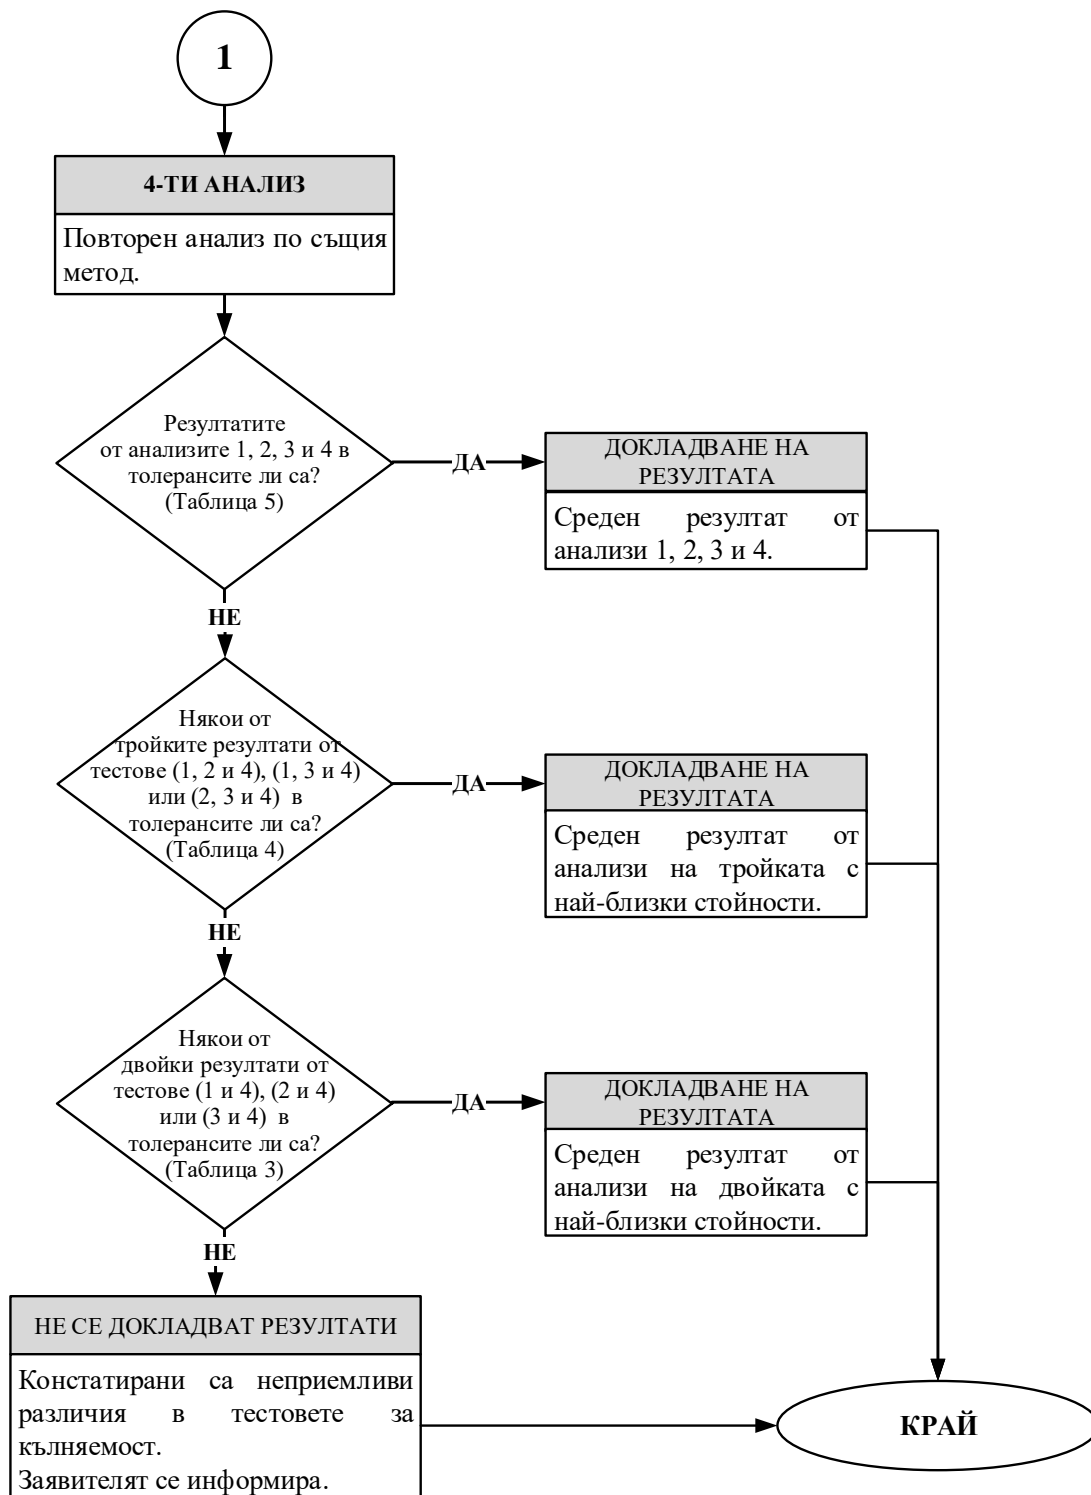 1
4-ТИ АНАЛИЗ
Повторен анализ по същия
метод.
Резултатите
от анализите 1, 2, 3 и 4 в
толерансите ли са?
(Таблица 5)
ДА
ДОКЛАДВАНЕ НА
РЕЗУЛТАТА
Среден резултат от
анализи 1, 2, 3 и 4.
НЕ
Някои от
тройките резултати от
тестове (1, 2 и 4), (1, 3 и 4)
или (2, 3 и 4) в
толерансите ли са?
(Таблица 4)
ДА
ДОКЛАДВАНЕ НА
РЕЗУЛТАТА
Среден резултат от
анализи на тройката с
най-близки стойности.
НЕ
Някои от
двойки резултати от
тестове (1 и 4), (2 и 4)
или (3 и 4) в
толерансите ли са?
(Таблица 3)
ДА
ДОКЛАДВАНЕ НА
РЕЗУЛТАТА
Среден резултат от
анализи на двойката с
най-близки стойности.
НЕ
НЕ СЕ ДОКЛАДВАТ РЕЗУЛТАТИ
Констатирани са неприемливи
различия в тестовете за
кълняемост.
Заявителят се информира.
КРАЙ